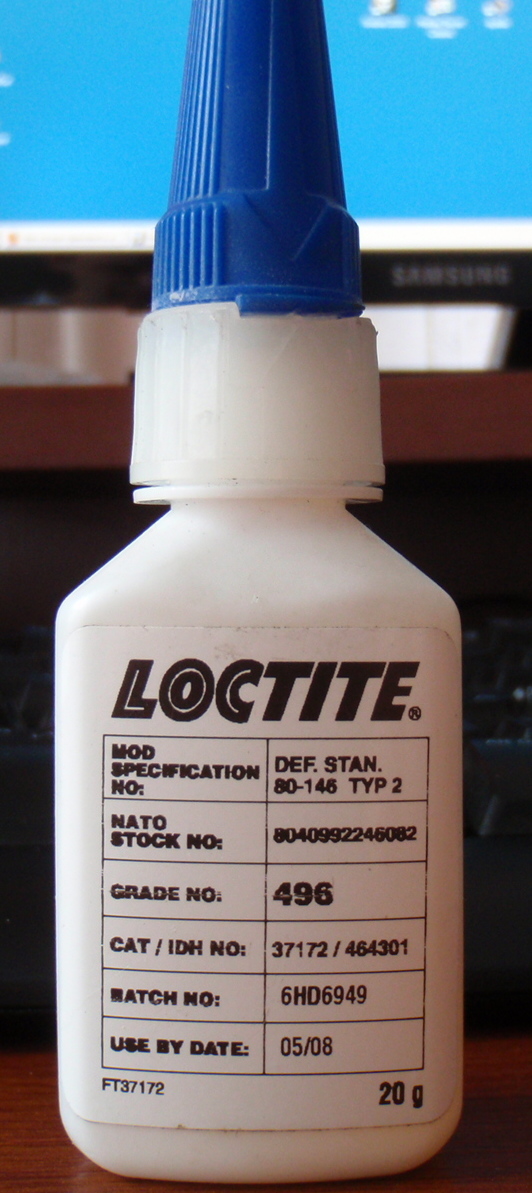 SAMSUNG
LOCTITE®
MOD
SPECIFICATION
NO:
DEF. STAN.
80-146 TYP 2
NATO
STOCK NO:
8040992246082
GRADE NO:
496
CAT / IDH NO:
37172 / 464301
BATCH NO:
6HD6949
USE BY DATE:
05/08
FT37172
20 g